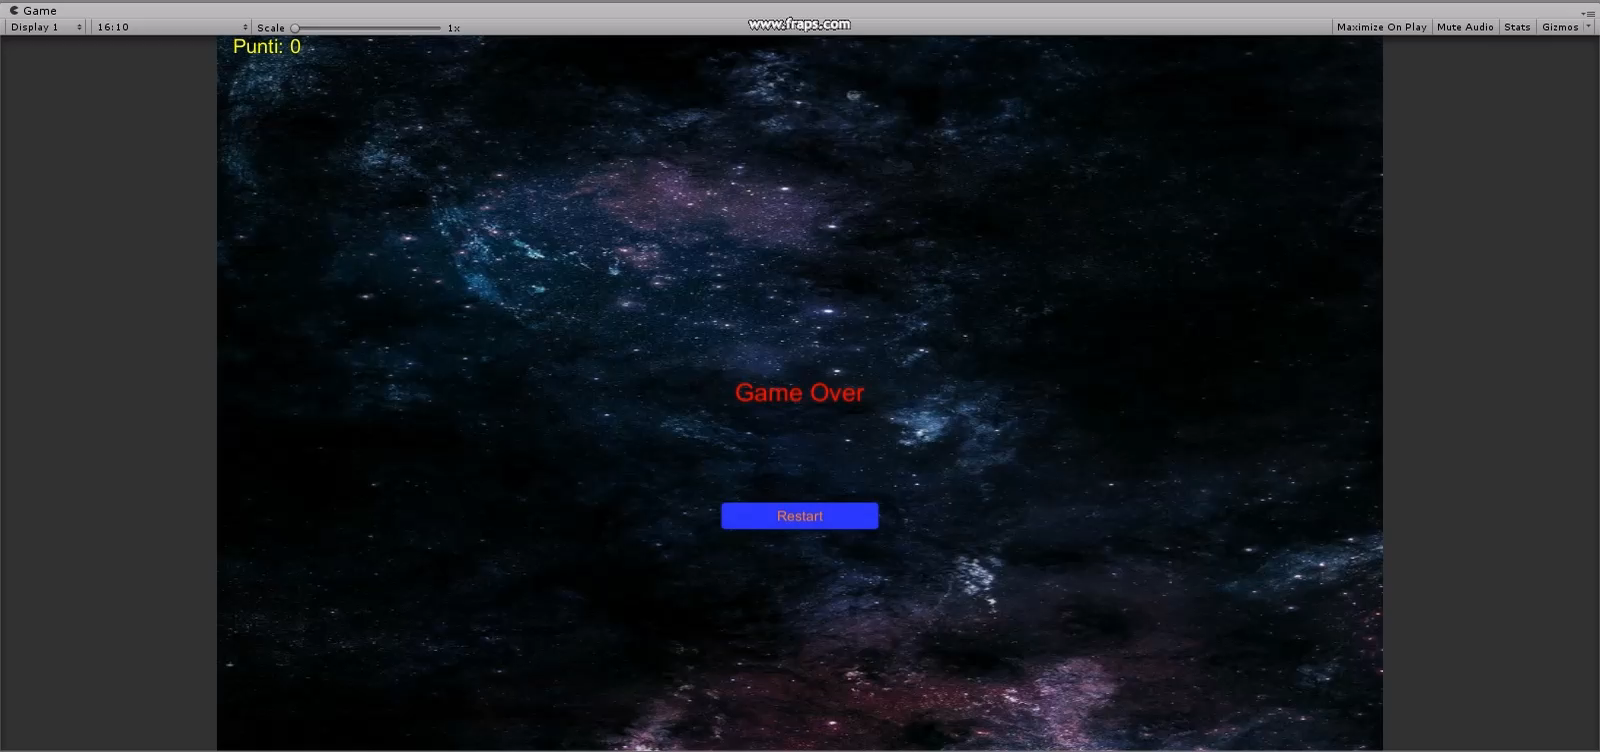 Game
Display 1 16:10 Scale 1x www.fraps.com Maximize On Play Mute Audio Stats Gizmos
Punti: 0
Game Over
Restart